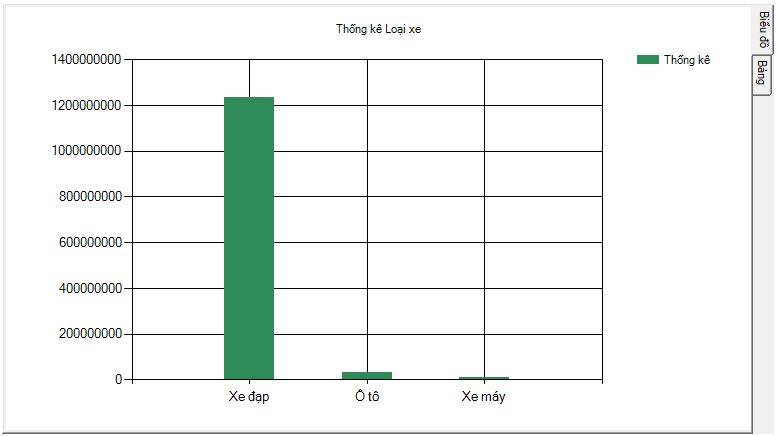 Thống kê Loại xe
Thống kê
Biểu đồ
Bảng
1400000000
1200000000
1000000000
800000000
600000000
400000000
200000000
0
Xe đạp
Ô tô
Xe máy